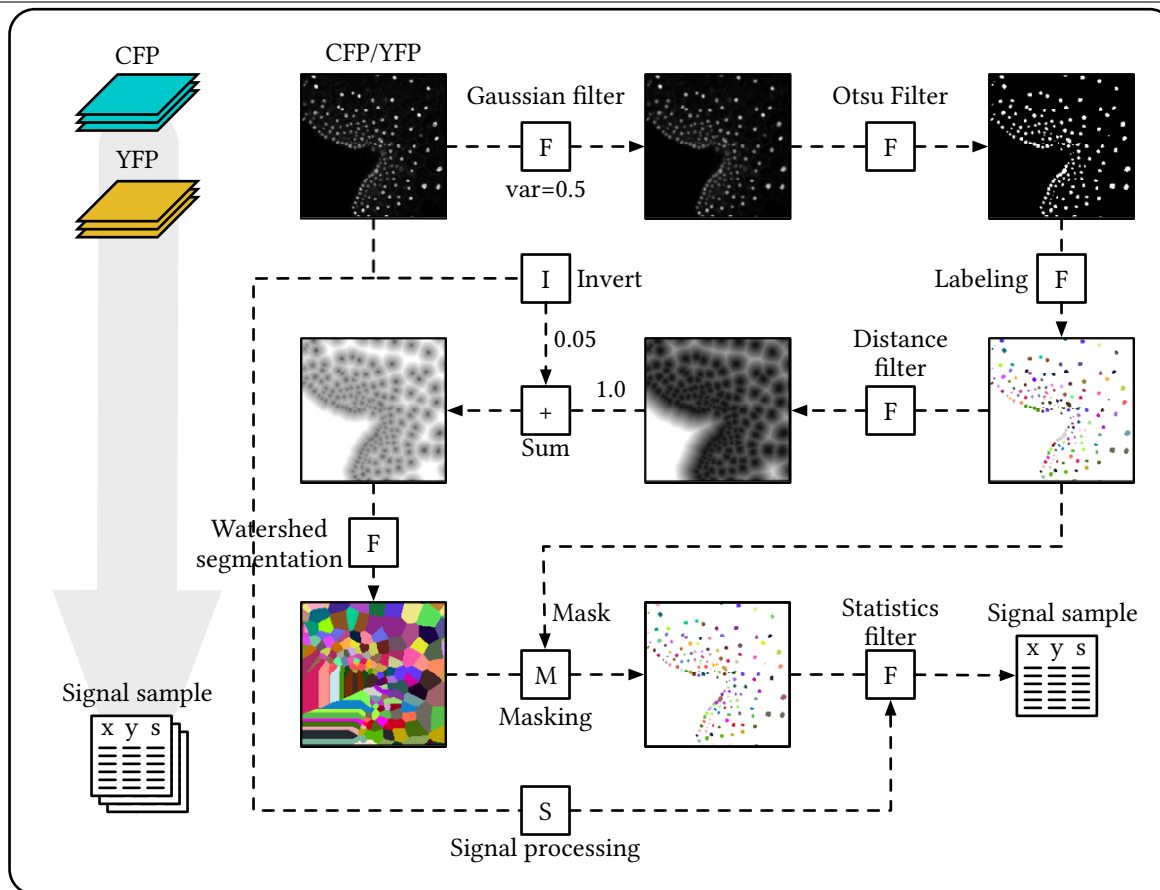 CFP
CFP/YFP
Gaussian filter
Otsu Filter
F
F
YFP
var=0.5
I
Invert
Labeling
F
0.05
Distance
filter
1.0
+
F
Sum
Watershed
segmentation
F
Mask
Statistics
filter
Signal sample
x y s
M
F
Masking
Signal sample
x y s
S
Signal processing